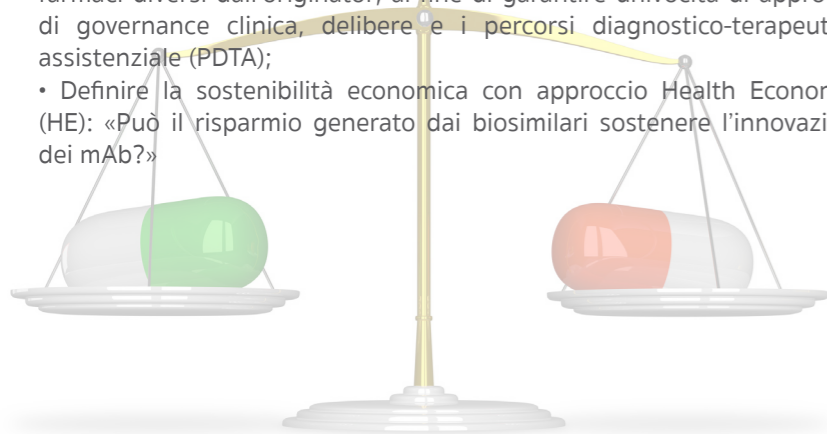 farmaci diversi dall'originator, al fine di garantire univocità di appro
di governance clinica, delibere e i percorsi diagnostico-terapeut
assistenziale (PDTA);
• Definire la sostenibilità economica con approccio Health Econor
(HE): «Può il risparmio generato dai biosimilari sostenere l'innovazi
dei mAb?»